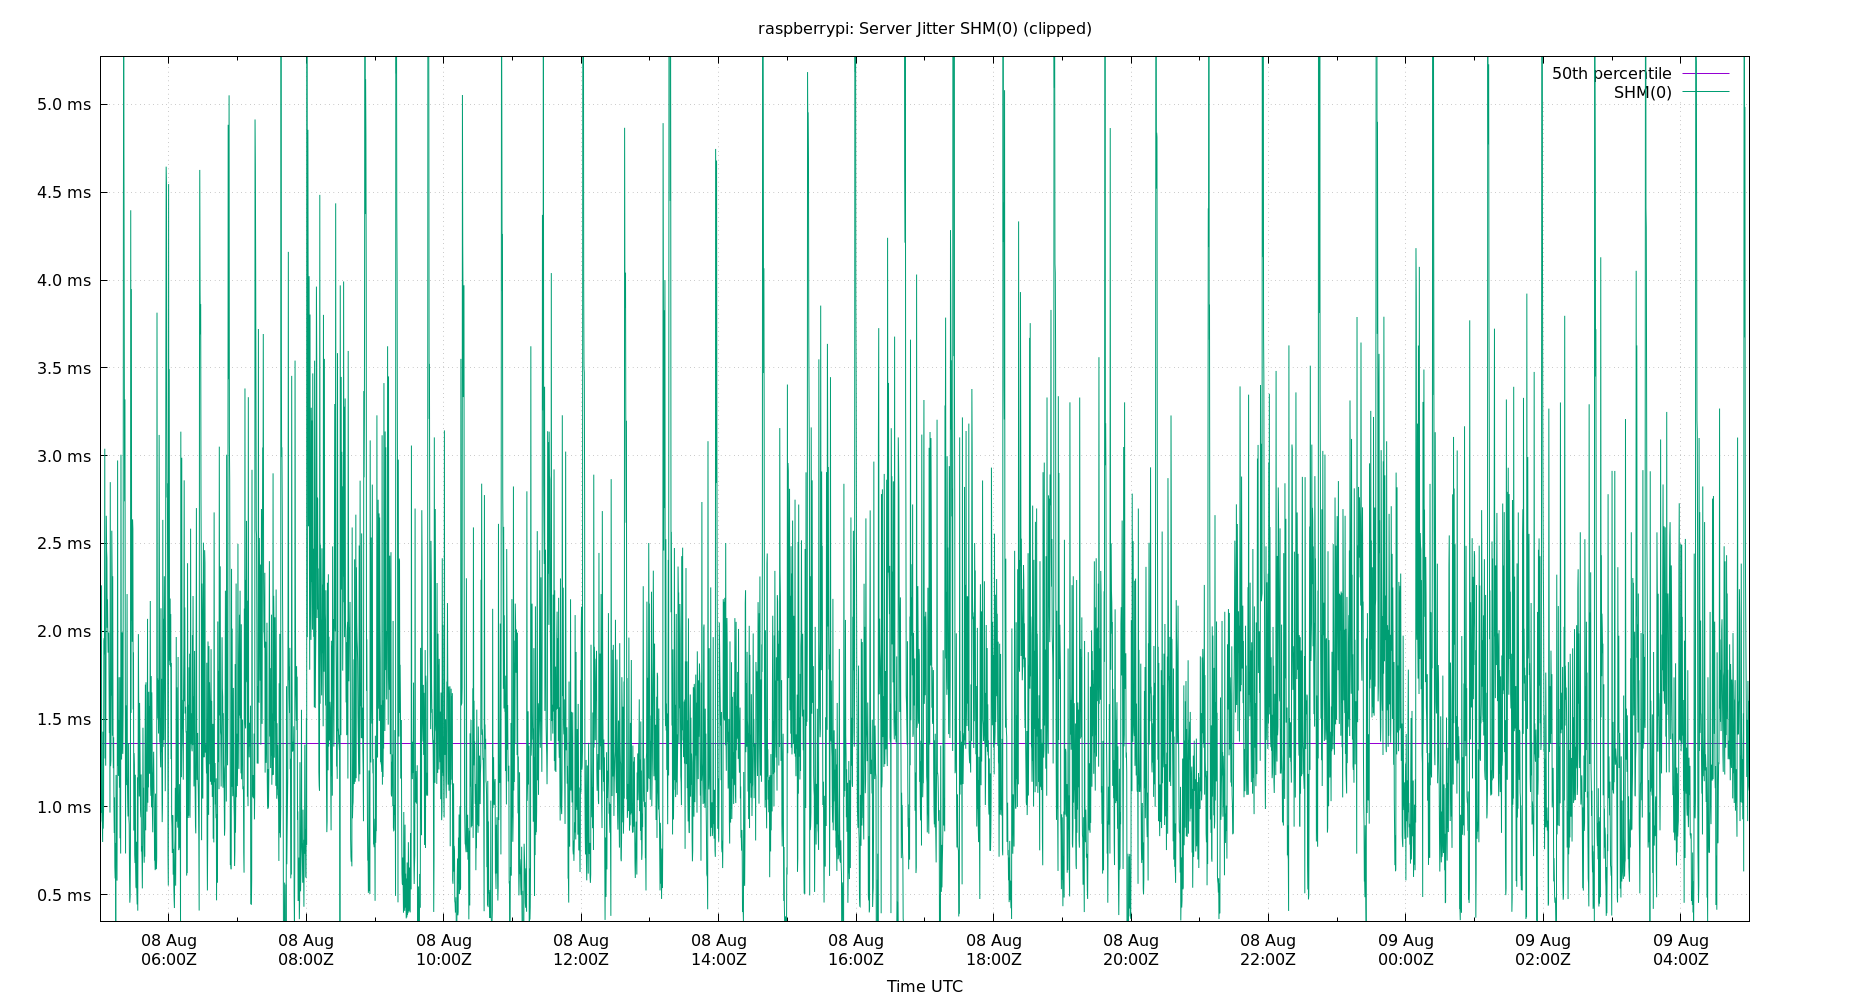 raspberrypi: Server Jitter SHM(0) (clipped)
50th percentile
SHM(0)
5.0 ms
4.5 ms
4.0 ms
3.5 ms
3.0 ms
2.5 ms
2.0 ms
1.5 ms
1.0 ms
0.5 ms
08 Aug 08 Aug 08 Aug 08 Aug 08 Aug 08 Aug 08 Aug 08 Aug 08 Aug 09 Aug 09 Aug 09 Aug
06:00Z 08:00Z 10:00Z 12:00Z 14:00Z 16:00Z 18:00Z 20:00Z 22:00Z 00:00Z 02:00Z 04:00Z
Time UTC